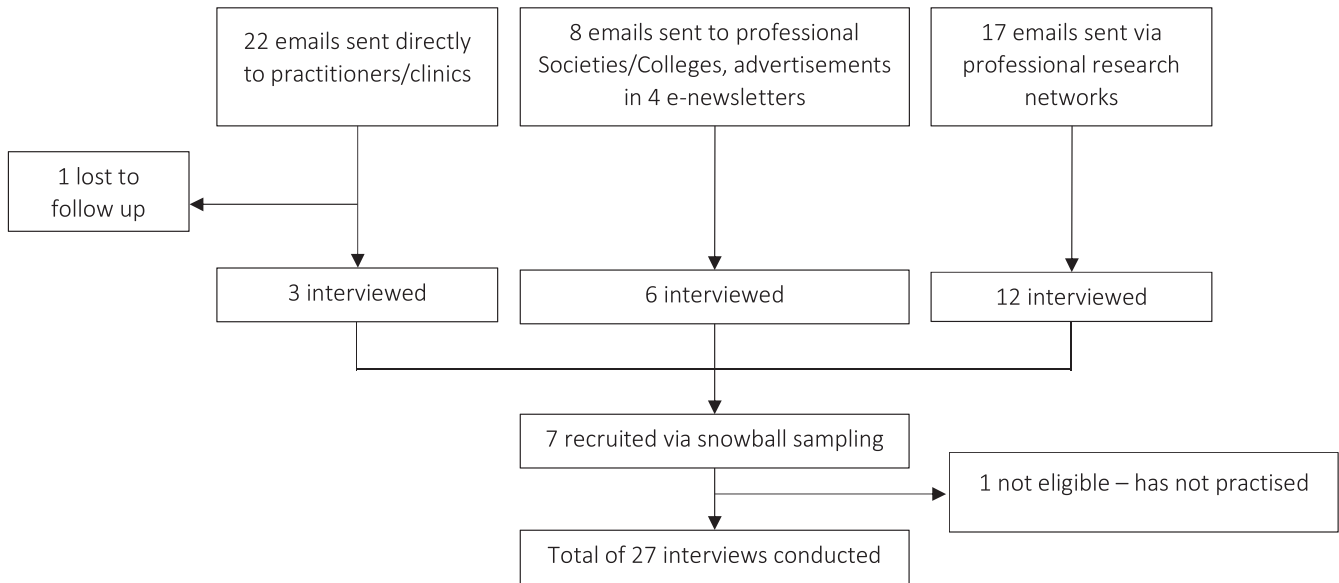 22 emails sent directly
to practitioners/clinics
8 emails sent to professional
Societies/Colleges, advertisements
in 4 e-newsletters
17 emails sent via
professional research
networks
1 lost to
follow up
3 interviewed
6 interviewed
12 interviewed
7 recruited via snowball sampling
1 not eligible – has not practised
Total of 27 interviews conducted